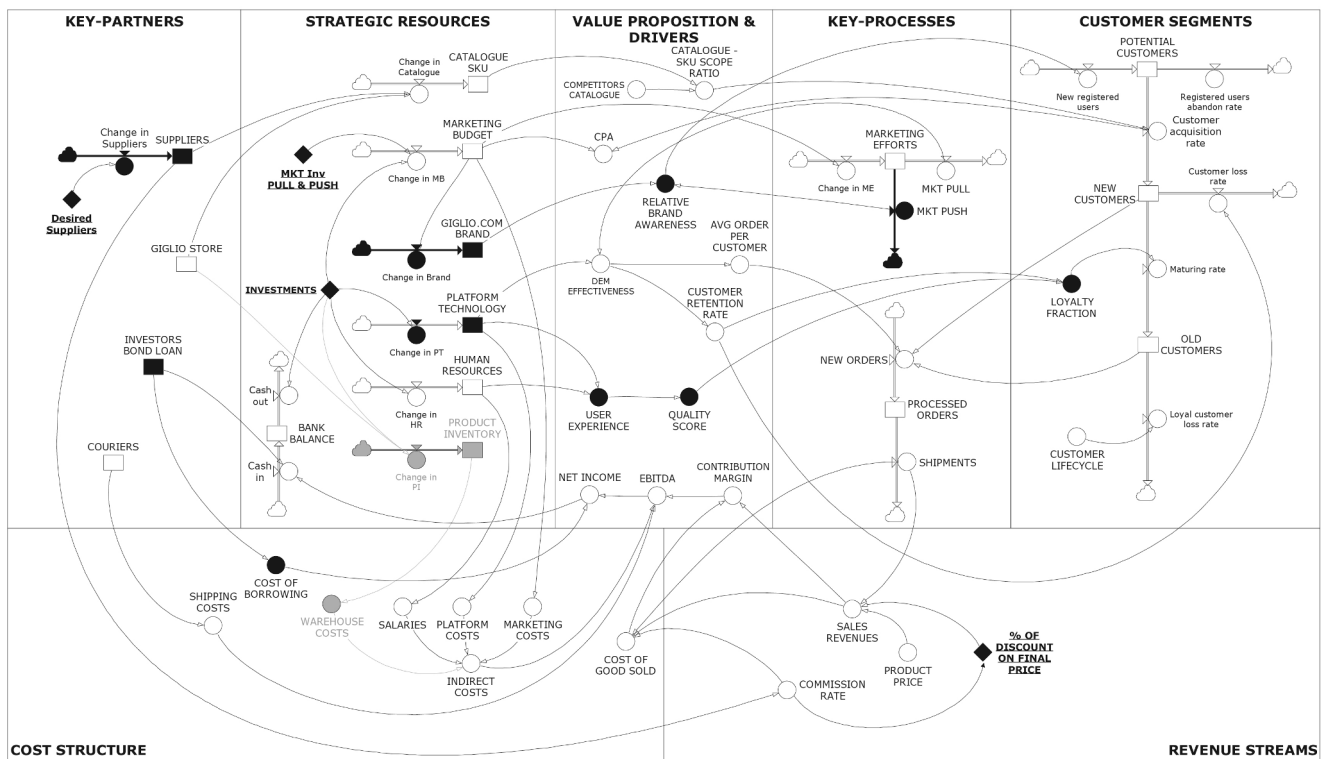 KEY-PARTNERS
STRATEGIC RESOURCES
VALUE PROPOSITION &
DRIVERS
KEY-PROCESSES
CUSTOMER SEGMENTS
Change in
Suppliers
SUPPLIERS
Desired
Suppliers
GIGLIO STORE
INVESTORS
BOND LOAN
COURIERS
Change in
Catalogue
CATALOGUE
SKU
MARKETING
BUDGET
MKT Inv
PULL & PUSH
Change in MB
GIGLIO.COM
BRAND
Change in Brand
INVESTMENTS
PLATFORM
TECHNOLOGY
Change in PT
HUMAN
RESOURCES
Change in
HR
Cash
out
BANK
BALANCE
Cash
in
PRODUCT
INVENTORY
Change in
PI
CATALOGUE -
SKU SCOPE
RATIO
COMPETITORS
CATALOGUE
CPA
RELATIVE
BRAND
AWARENESS
AVG ORDER
PER
CUSTOMER
DEM
EFFECTIVENESS
CUSTOMER
RETENTION
RATE
USER
EXPERIENCE
QUALITY
SCORE
NET INCOME
EBITDA
CONTRIBUTION
MARGIN
MARKETING
EFFORTS
Change in ME
MKT PULL
MKT PUSH
NEW ORDERS
PROCESSED
ORDERS
SHIPMENTS
POTENTIAL
CUSTOMERS
New registered
users
Registered users
abandon rate
Customer
acquisition
rate
Customer loss
rate
NEW
CUSTOMERS
Maturing rate
LOYALTY
FRACTION
OLD
CUSTOMERS
Loyal customer
loss rate
CUSTOMER
LIFECYCLE
COST OF
BORROWING
SHIPPING
COSTS
WAREHOUSE
COSTS
SALARIES
PLATFORM
COSTS
MARKETING
COSTS
INDIRECT
COSTS
COST OF
GOOD SOLD
SALES
REVENUES
PRODUCT
PRICE
% OF
DISCOUNT
ON FINAL
PRICE
COMMISSION
RATE
COST STRUCTURE
REVENUE STREAMS